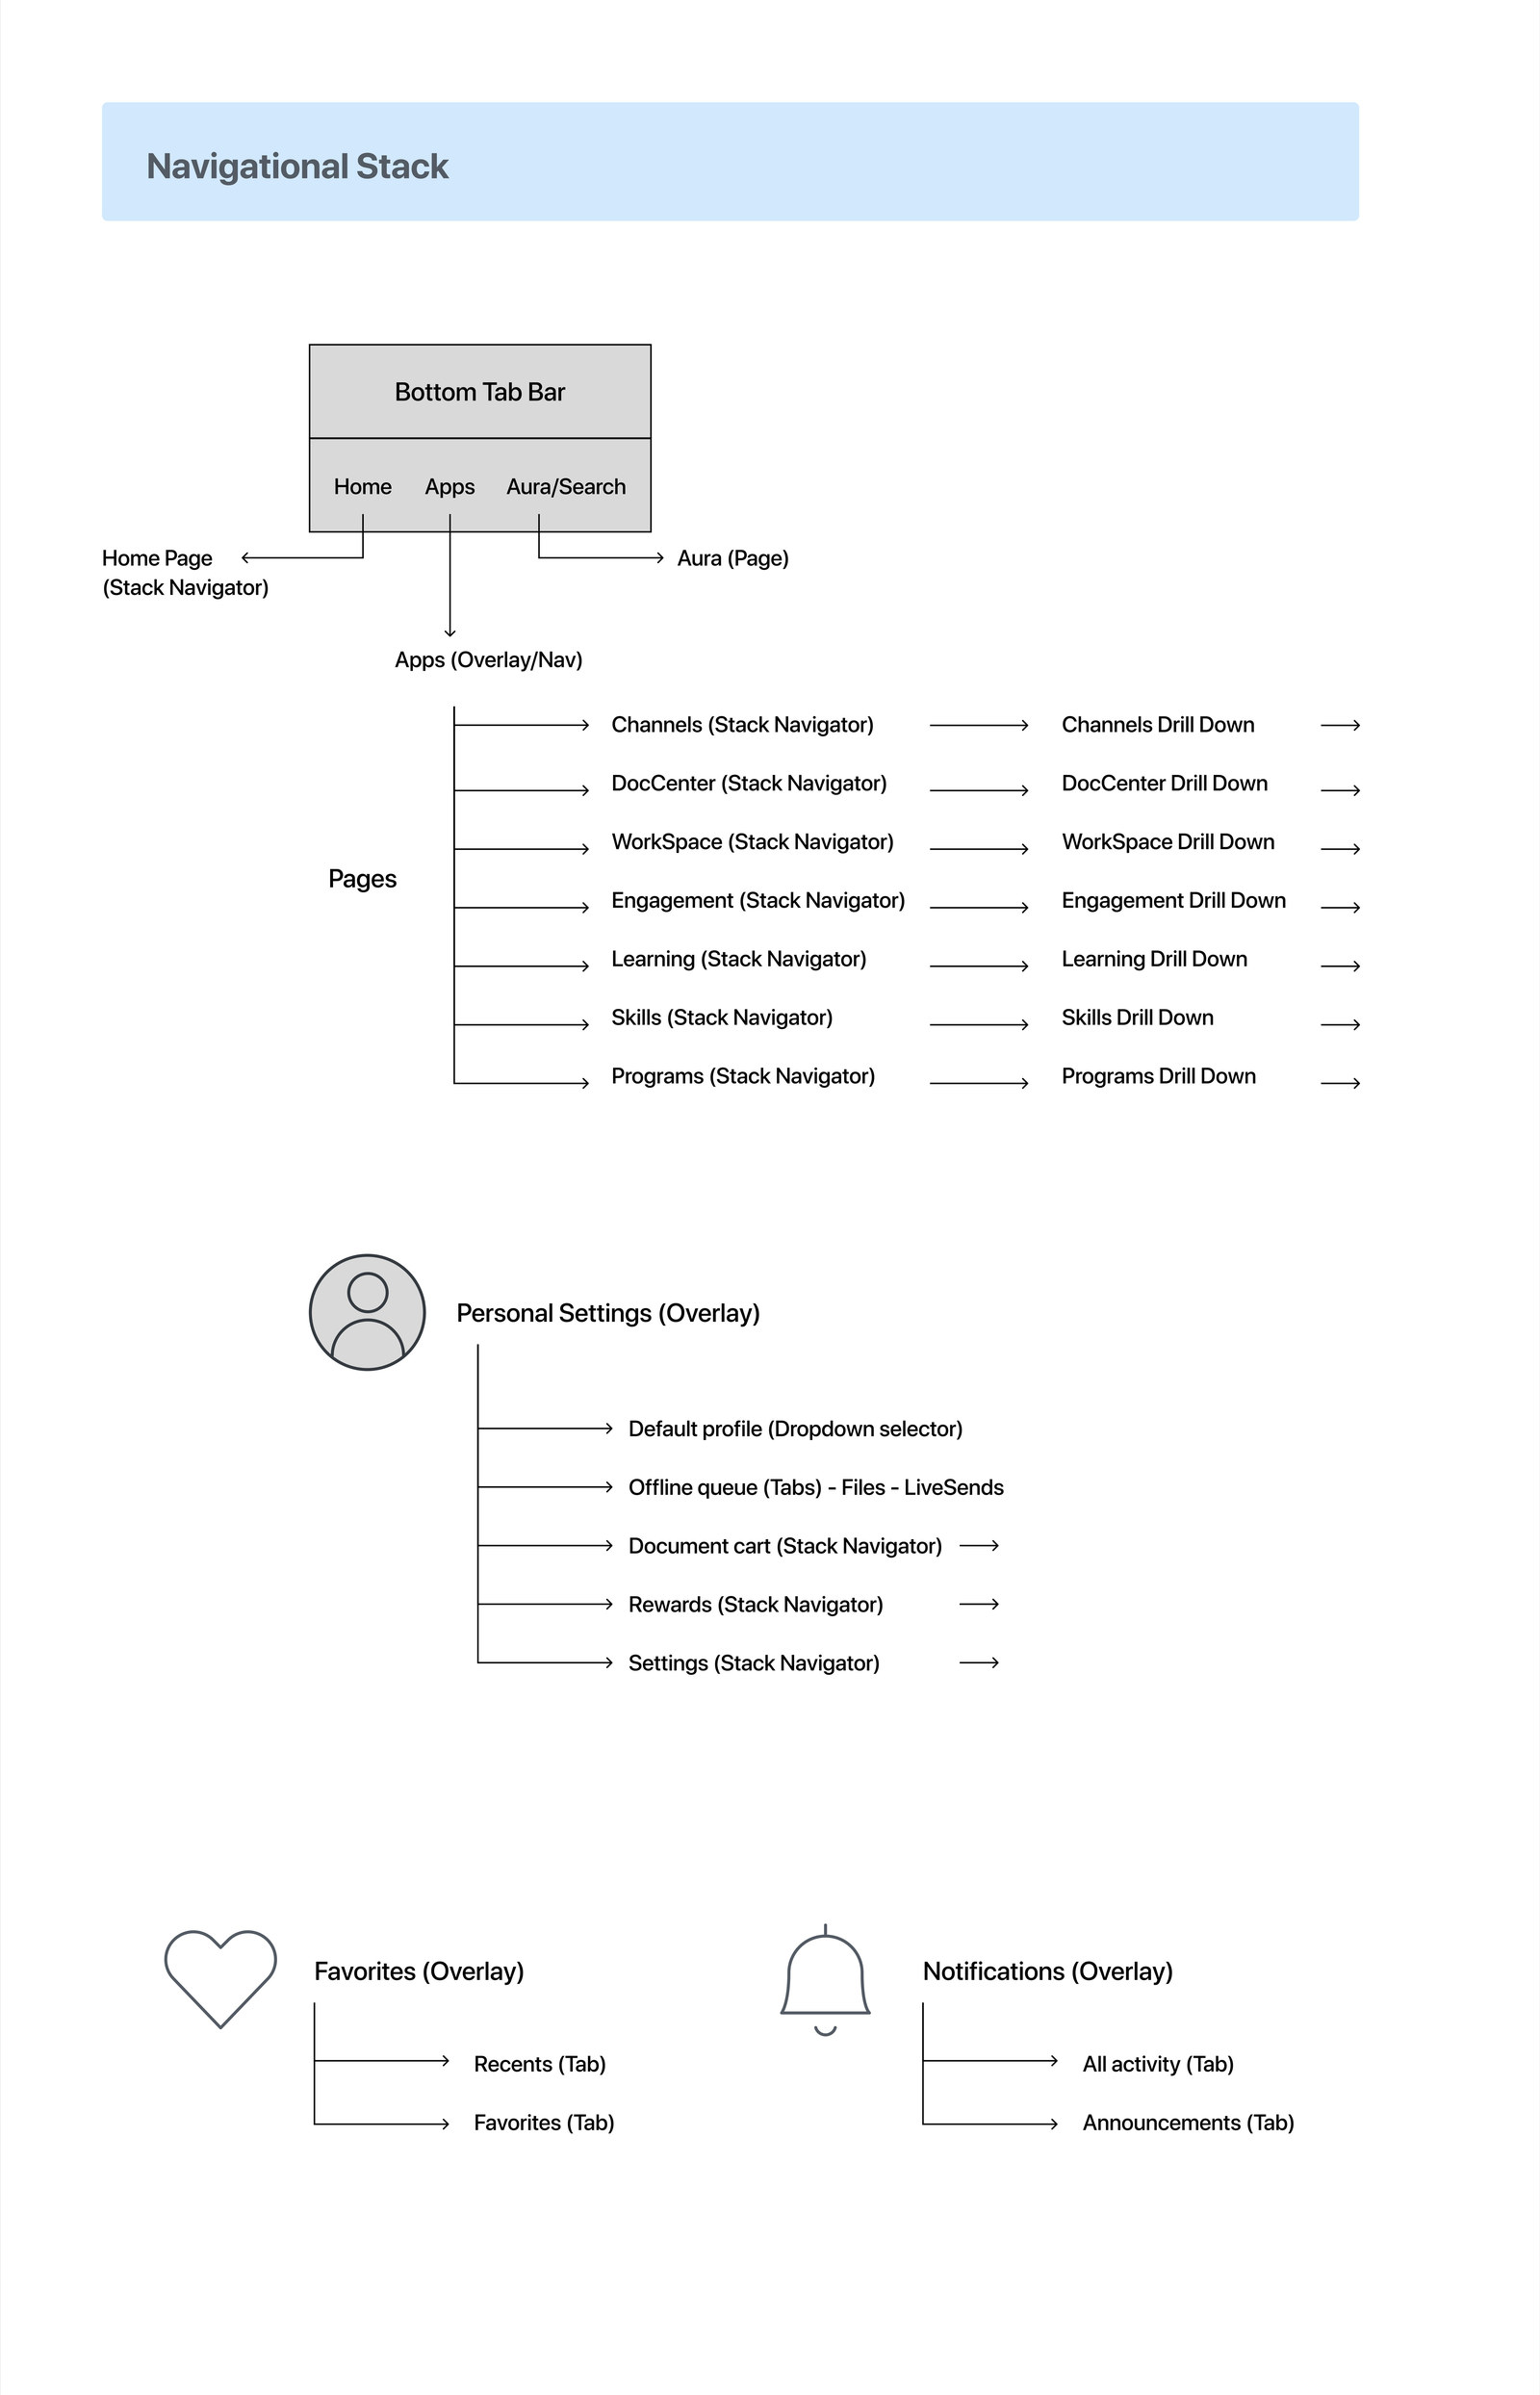 Navigational Stack
Bottom Tab Bar
Home Apps Aura/Search
Home Page
(Stack Navigator)
Aura (Page)
Apps (Overlay/Nav)
Pages
Channels (Stack Navigator) Channels Drill Down
DocCenter (Stack Navigator) DocCenter Drill Down
WorkSpace (Stack Navigator) WorkSpace Drill Down
Engagement (Stack Navigator) Engagement Drill Down
Learning (Stack Navigator) Learning Drill Down
Skills (Stack Navigator) Skills Drill Down
Programs (Stack Navigator) Programs Drill Down
Personal Settings (Overlay)
Default profile (Dropdown selector)
Offline queue (Tabs) - Files - LiveSends
Document cart (Stack Navigator)
Rewards (Stack Navigator)
Settings (Stack Navigator)
Favorites (Overlay)
Recents (Tab)
Favorites (Tab)
Notifications (Overlay)
All activity (Tab)
Announcements (Tab)